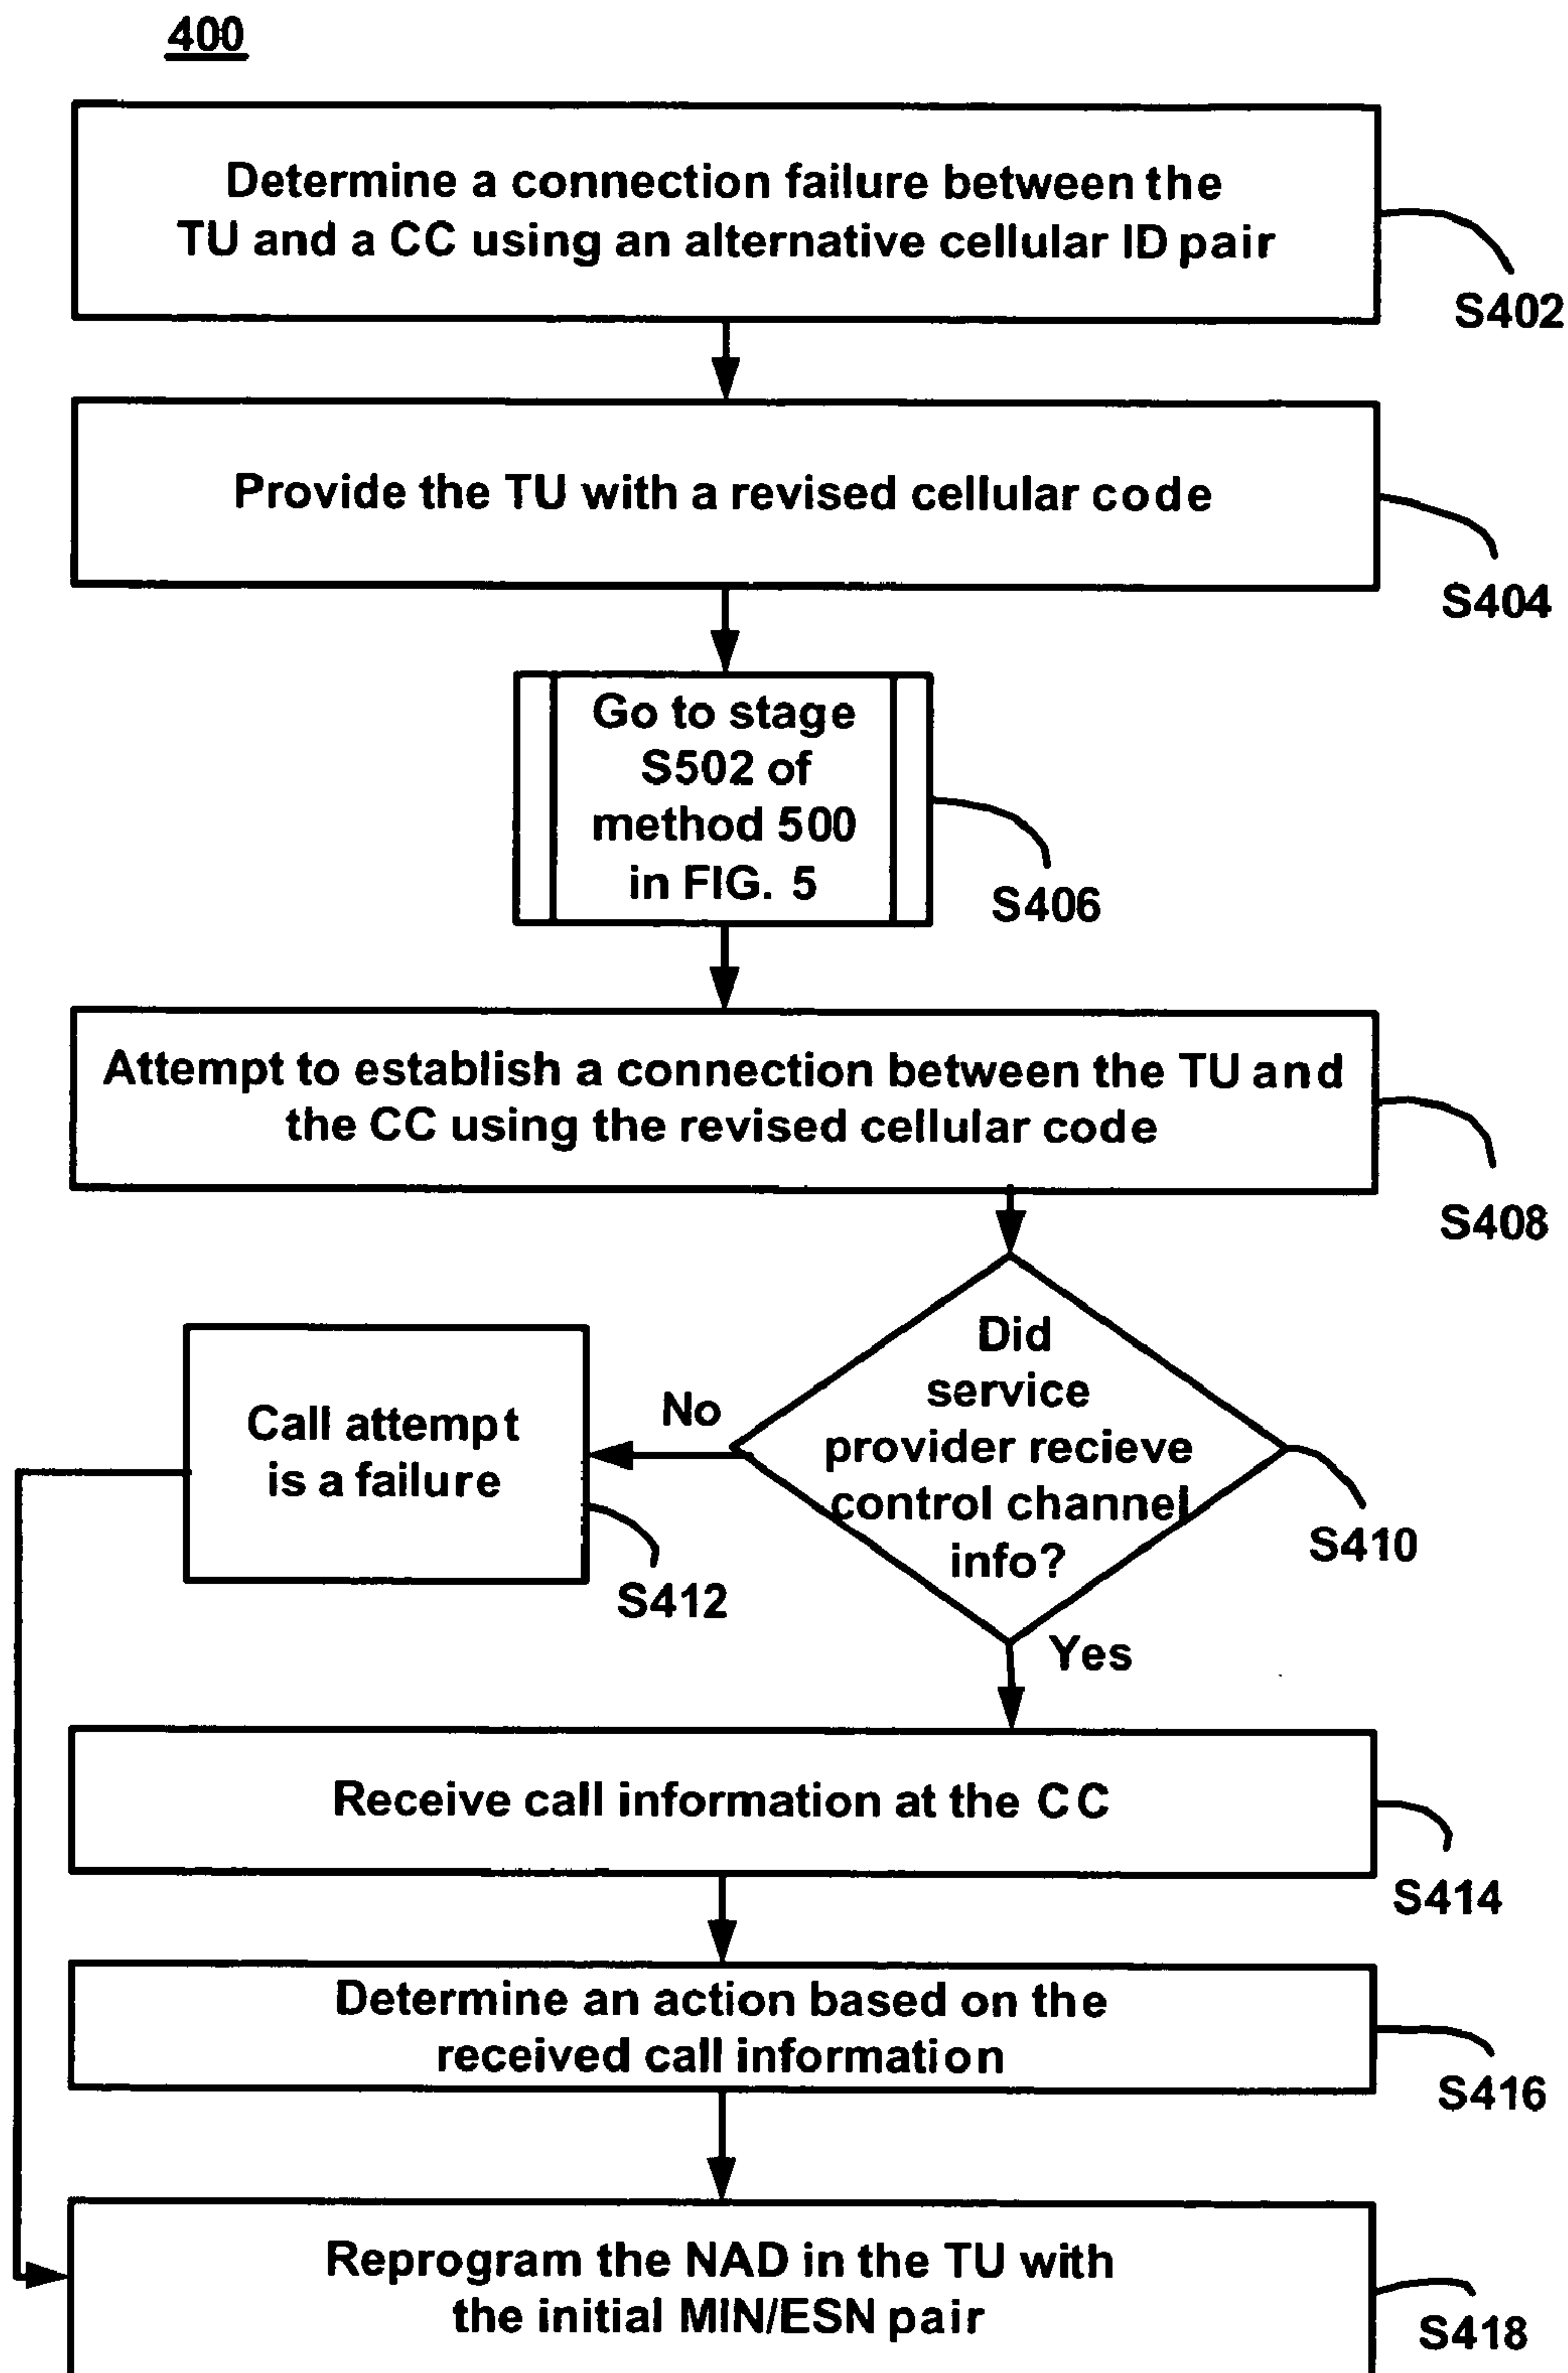 400
Determine a connection failure between the
TU and a CC using an alternative cellular ID pair
S402
Provide the TU with a revised cellular code
S404
Go to stage
S502 of
method 500
in FIG. 5
S406
Attempt to establish a connection between the TU and
the CC using the revised cellular code
S408
Did
service
provider recieve
control channel
info?
S410
No
Call attempt
is a failure
S412
Yes
Receive call information at the CC
S414
Determine an action based on the
received call information
S416
Reprogram the NAD in the TU with
the initial MIN/ESN pair
S418